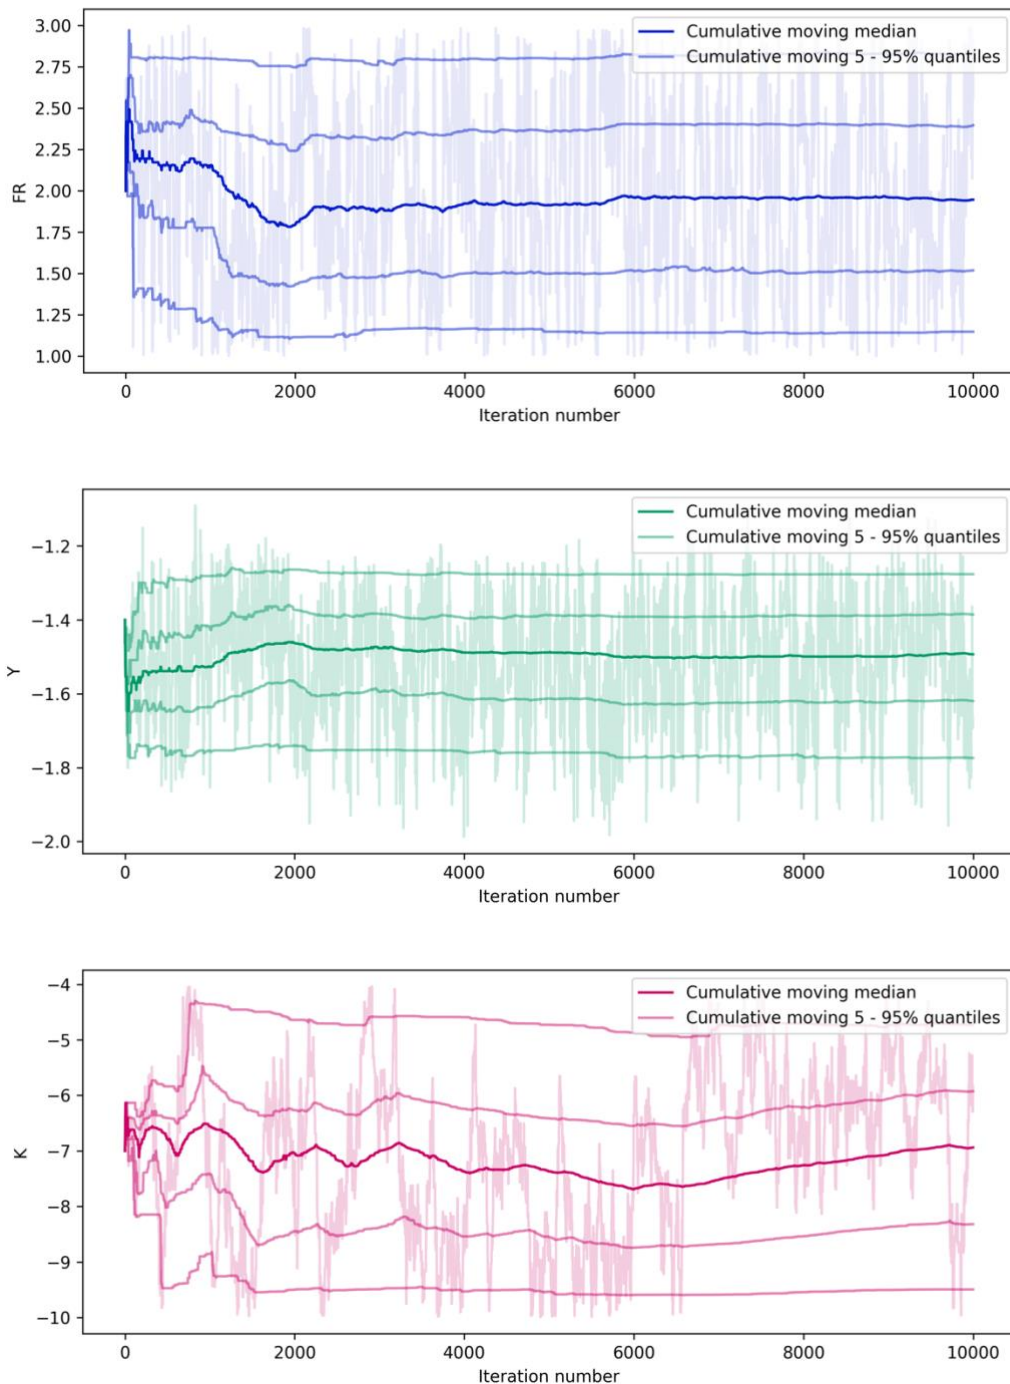 3.00
2.75
2.50
2.25
2.00
1.75
1.50
1.25
1.00
FR
Cumulative moving median
Cumulative moving 5 - 95% quantiles
0 2000 4000 6000 8000 10000
Iteration number
−1.2
−1.4
−1.6
−1.8
−2.0
Y
Cumulative moving median
Cumulative moving 5 - 95% quantiles
0 2000 4000 6000 8000 10000
Iteration number
−4
−5
−6
−7
−8
−9
−10
K
Cumulative moving median
Cumulative moving 5 - 95% quantiles
0 2000 4000 6000 8000 10000
Iteration number